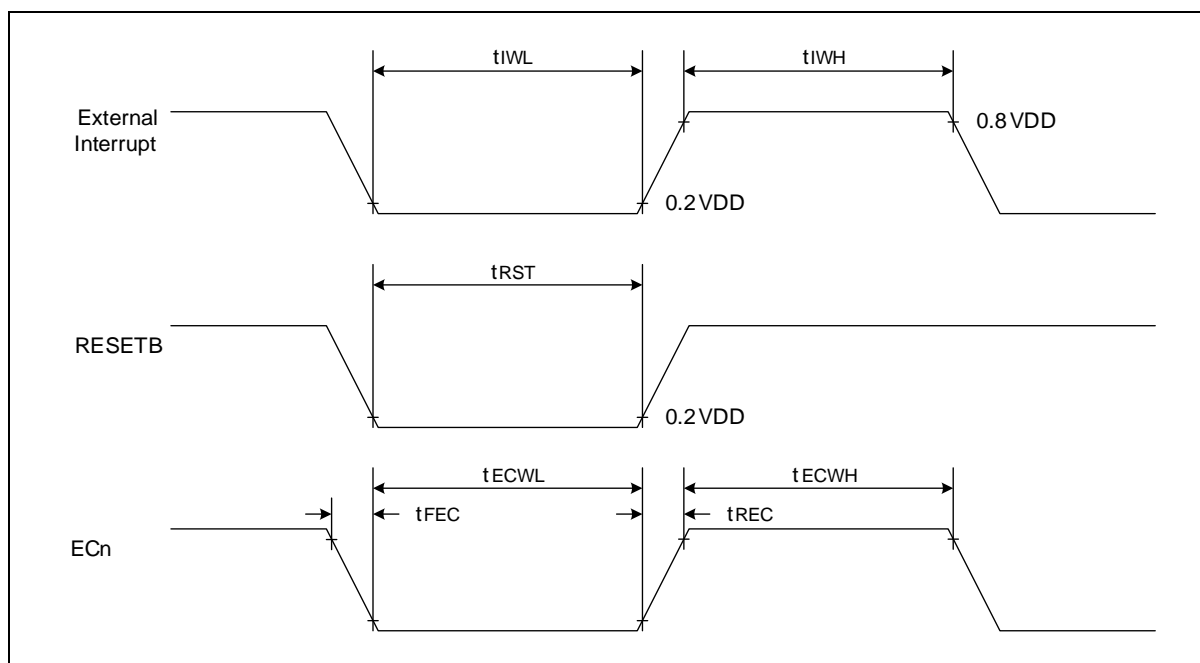 tIWL
tIWH
External
Interrupt
0.8 VDD
0.2 VDD
tRST
RESETB
0.2 VDD
tECWL
tECWH
tFEC
tREC
ECn